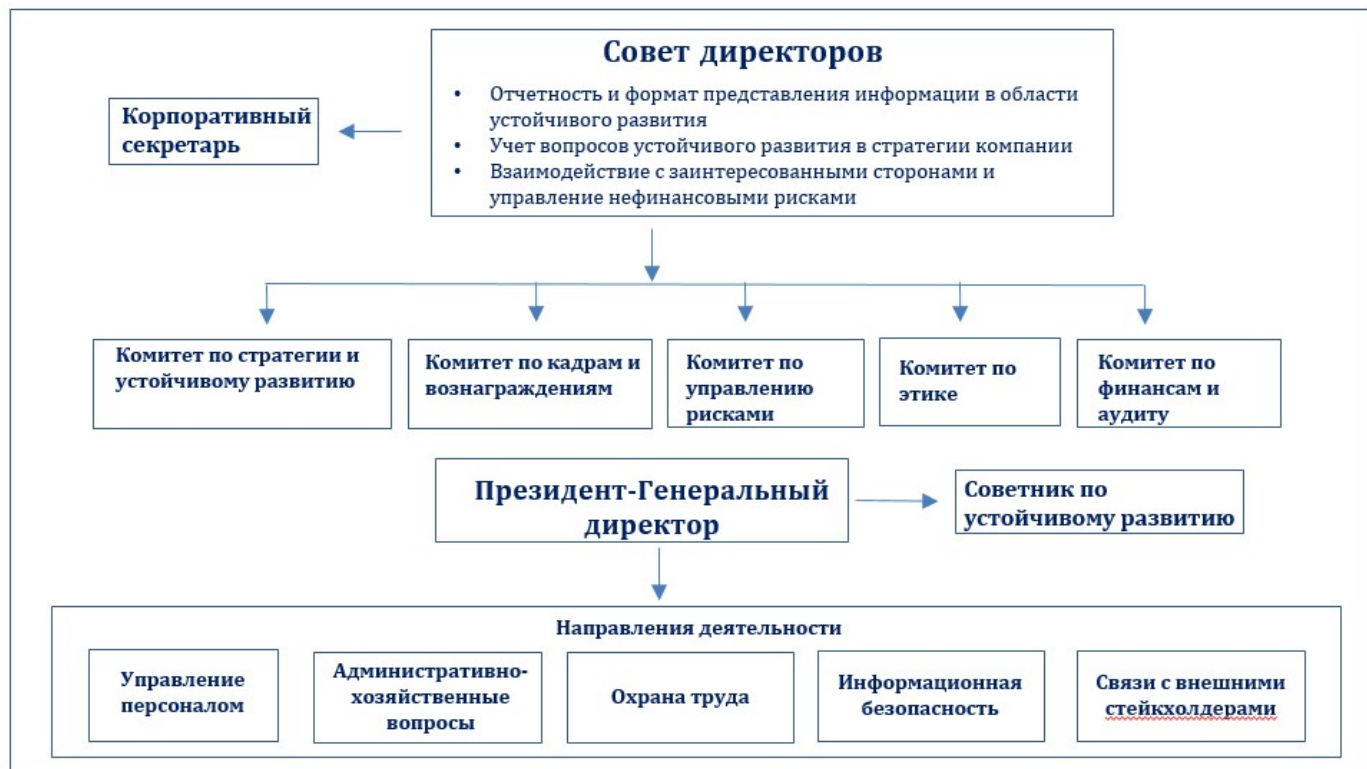 Совет директоров
• Отчетность и формат представления информации в области
устойчивого развития
• Учет вопросов устойчивого развития в стратегии компании
• Взаимодействие с заинтересованными сторонами и
управление нефинансовыми рисками
Корпоративный
секретарь
Комитет по стратегии и
устойчивому развитию
Комитет по кадрам и
вознаграждениям
Комитет по
управлению
рисками
Комитет по
этике
Комитет по
финансам и
аудиту
Президент-Генеральный
директор
Советник по
устойчивому развитию
Направления деятельности
Управление
персоналом
Административно-
хозяйственные
вопросы
Охрана труда
Информационная
безопасность
Связи с внешними
стейкхолдерами